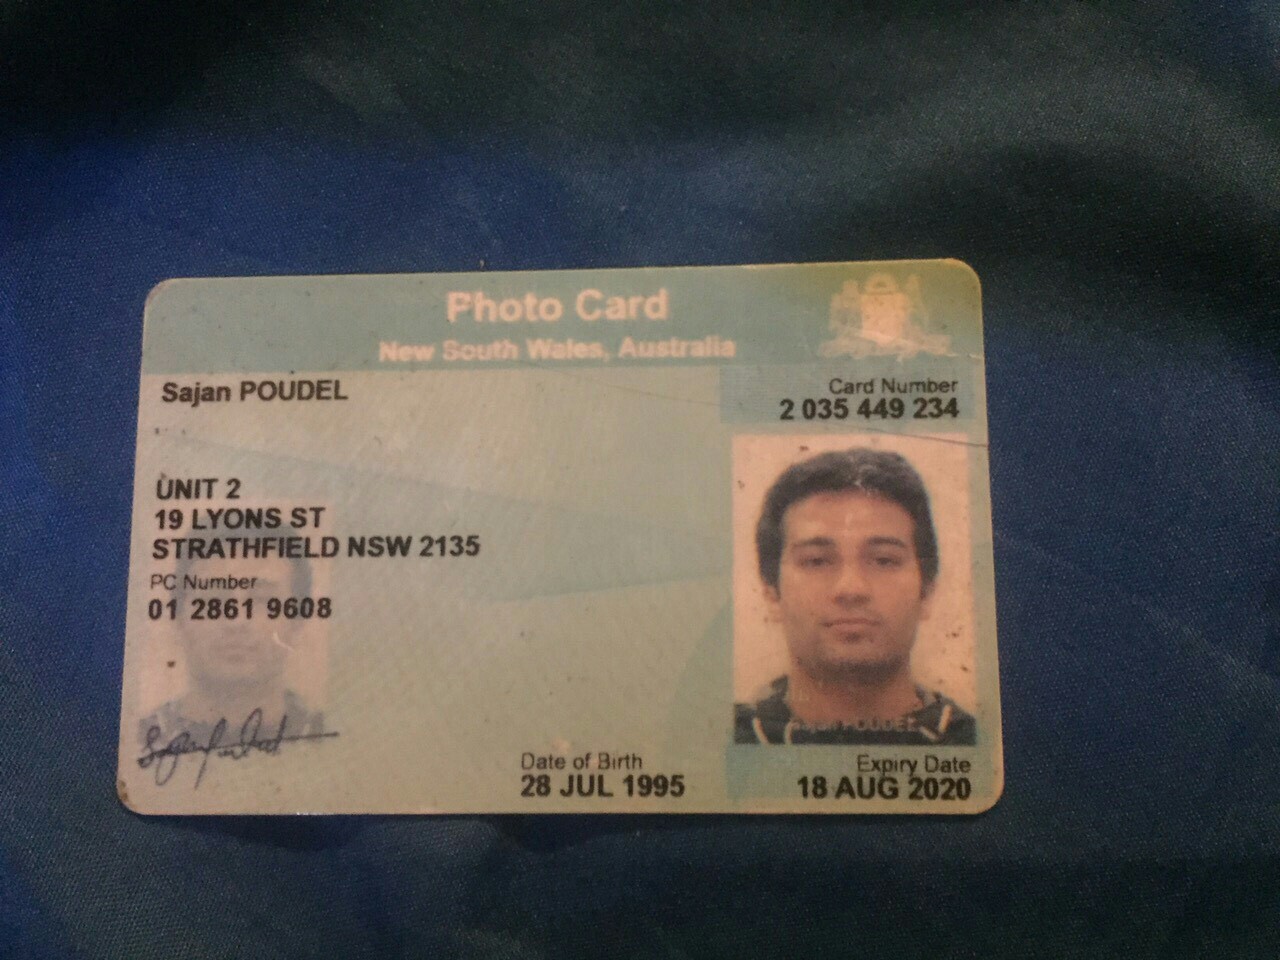 Photo Card
New South Wales, Australia
Sajan POUDEL
Card Number
2 035 449 234
UNIT 2
19 LYONS ST
STRATHFIELD NSW 2135
PC Number
01 2861 9608
Sajan POUDEL
Date of Birth
28 JUL 1995
Expiry Date
18 AUG 2020